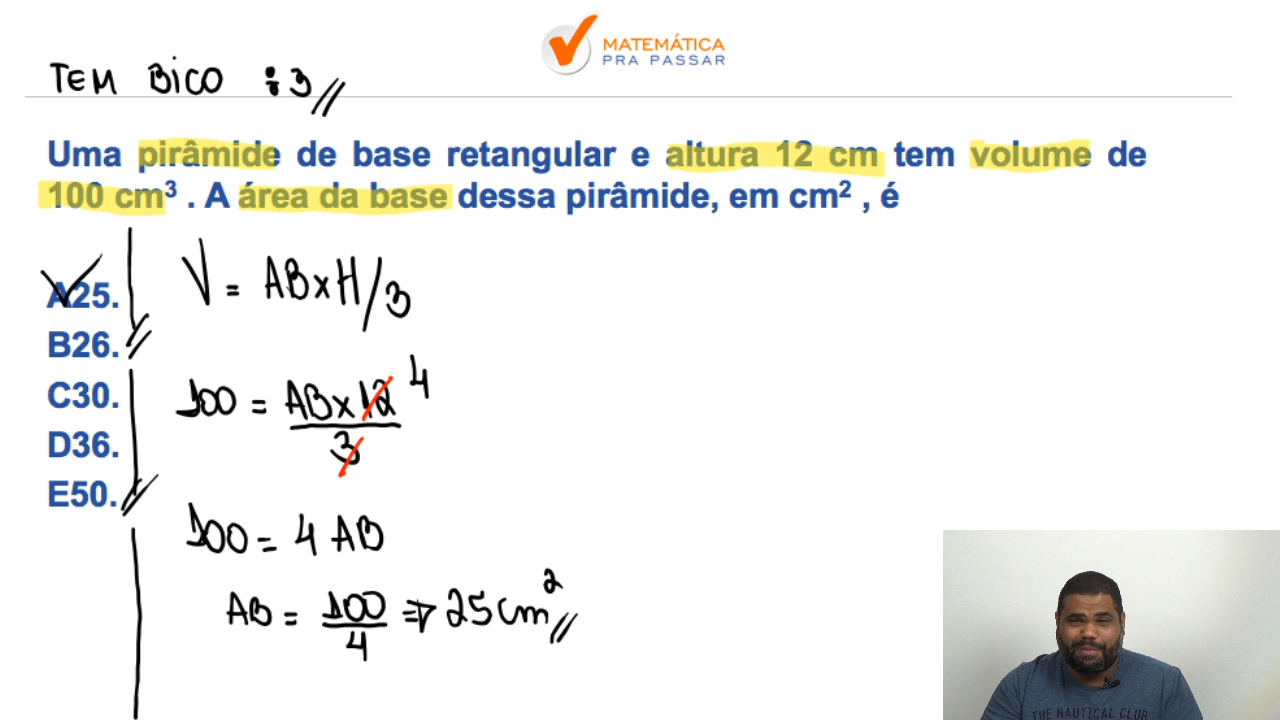 MATEMÁTICA
PRA PASSAR
TEM BICO ÷3//
Uma pirâmide de base retangular e altura 12 cm tem volume de
100 cm³ . A área da base dessa pirâmide, em cm² , é
A25.
B26.
C30.
D36.
E50.
V = AB x H/3
100 = AB x 12 4
3
100 = 4 AB
AB = 100 ⇒ 25 cm²//
4
THE NAUTICAL CLUB